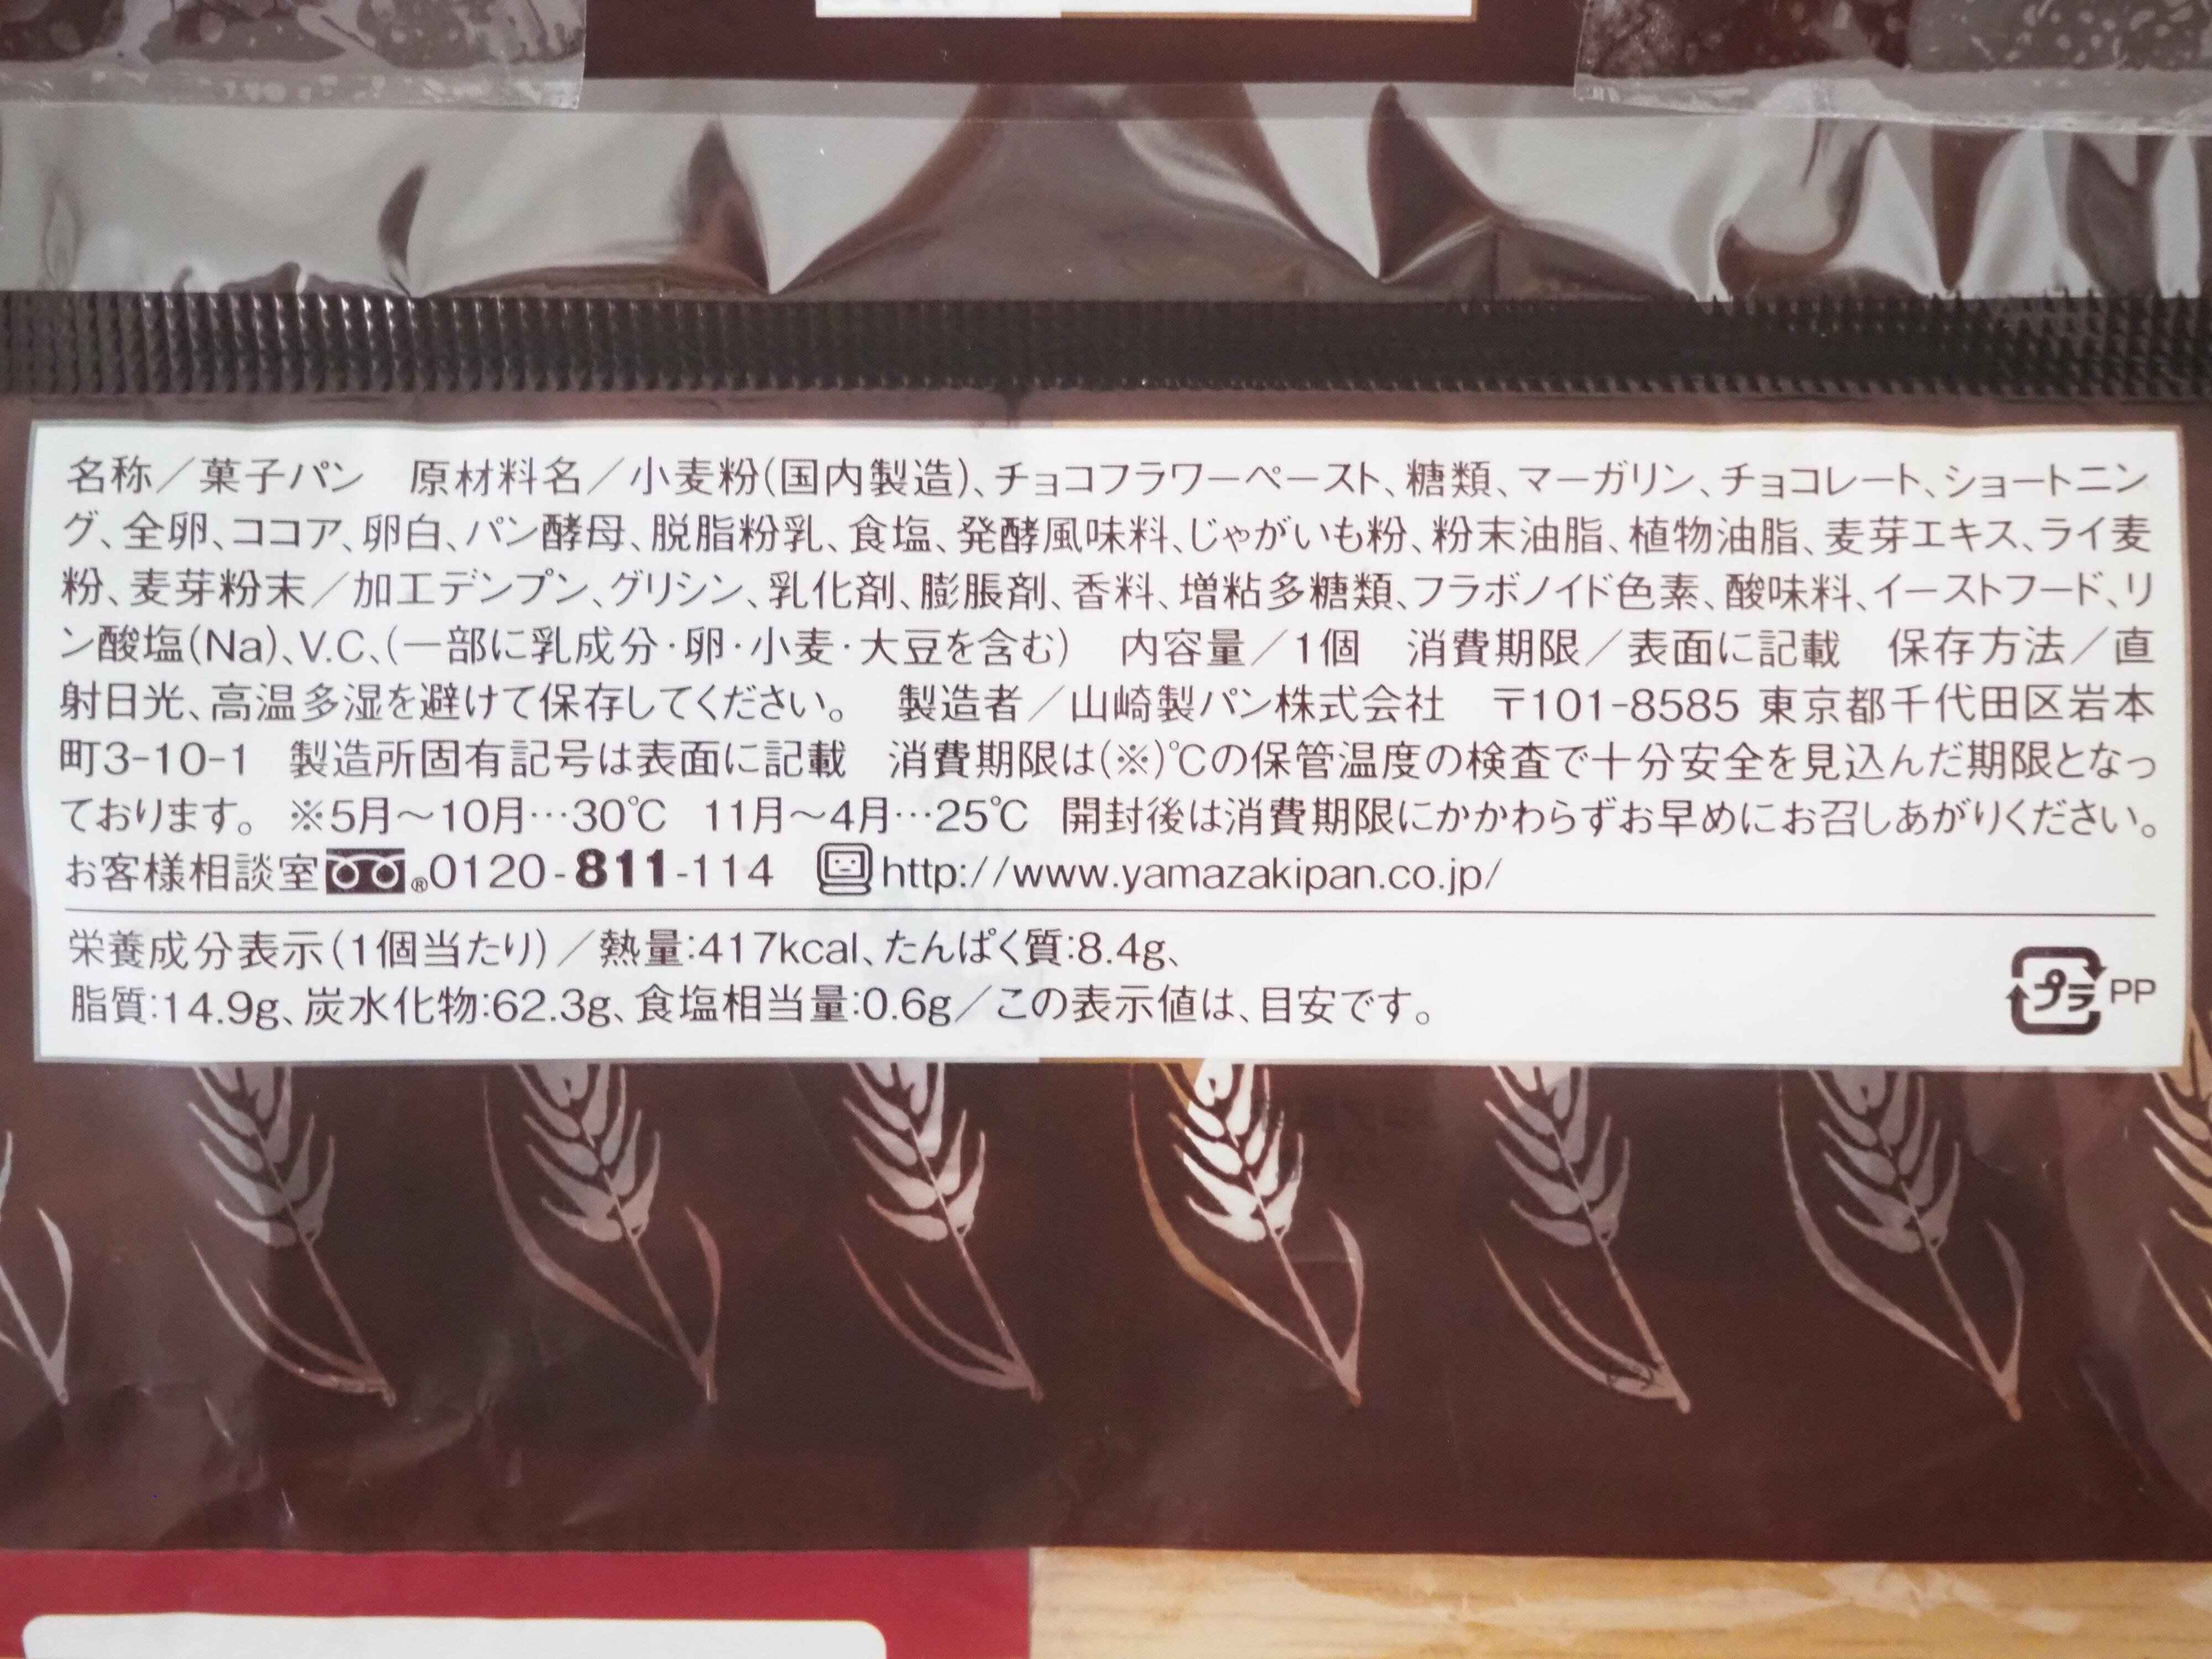 名称／菓子パン　原材料名／小麦粉(国内製造)、チョコフラワーペースト、糖類、マーガリン、チョコレート、ショートニン
グ、全卵、ココア、卵白、パン酵母、脱脂粉乳、食塩、発酵風味料、じゃがいも粉、粉末油脂、植物油脂、麦芽エキス、ライ麦
粉、麦芽粉末／加工デンプン、グリシン、乳化剤、膨脹剤、香料、増粘多糖類、フラボノイド色素、酸味料、イーストフード、リ
ン酸塩(Na)、V.C、(一部に乳成分・卵・小麦・大豆を含む)　内容量／1個　消費期限／表面に記載　保存方法／直
射日光、高温多湿を避けて保存してください。　製造者／山崎製パン株式会社　〒101-8585 東京都千代田区岩本
町3-10-1　製造所固有記号は表面に記載　消費期限は(※)℃の保管温度の検査で十分安全を見込んだ期限となっ
ております。　※5月～10月…30℃　11月～4月…25℃　開封後は消費期限にかかわらずお早めにお召しあがりください。
お客様相談室®0120-811-114　http://www.yamazakipan.co.jp/
栄養成分表示(1個当たり)／熱量:417kcal、たんぱく質:8.4g、
脂質:14.9g、炭水化物:62.3g、食塩相当量:0.6g／この表示値は、目安です。
プラ PP